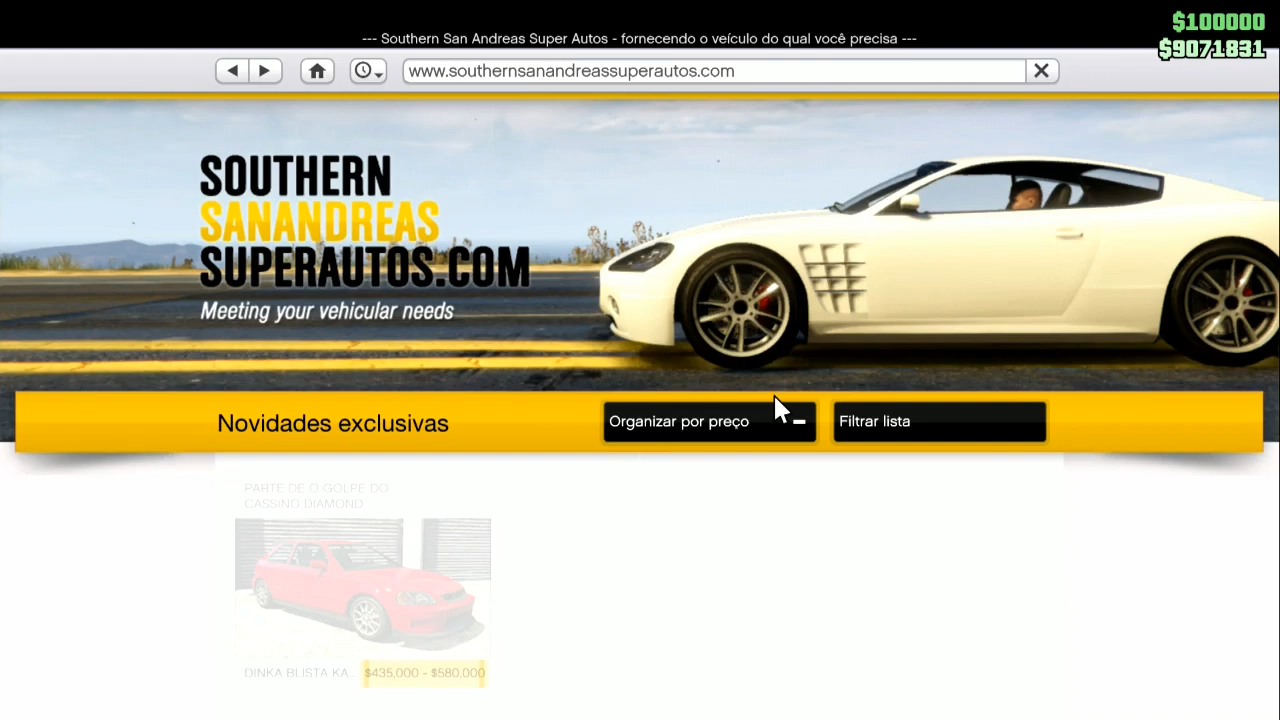 $100000
$9071831
--- Southern San Andreas Super Autos - fornecendo o veículo do qual você precisa ---
www.southernsanandreassuperautos.com
SOUTHERN
SANANDREAS
SUPERAUTOS.COM
Meeting your vehicular needs
Novidades exclusivas
Organizar por preço
Filtrar lista
PARTE DE O GOLPE DO
CASSINO DIAMOND
DINKA BLISTA KA... $435,000 - $580,000